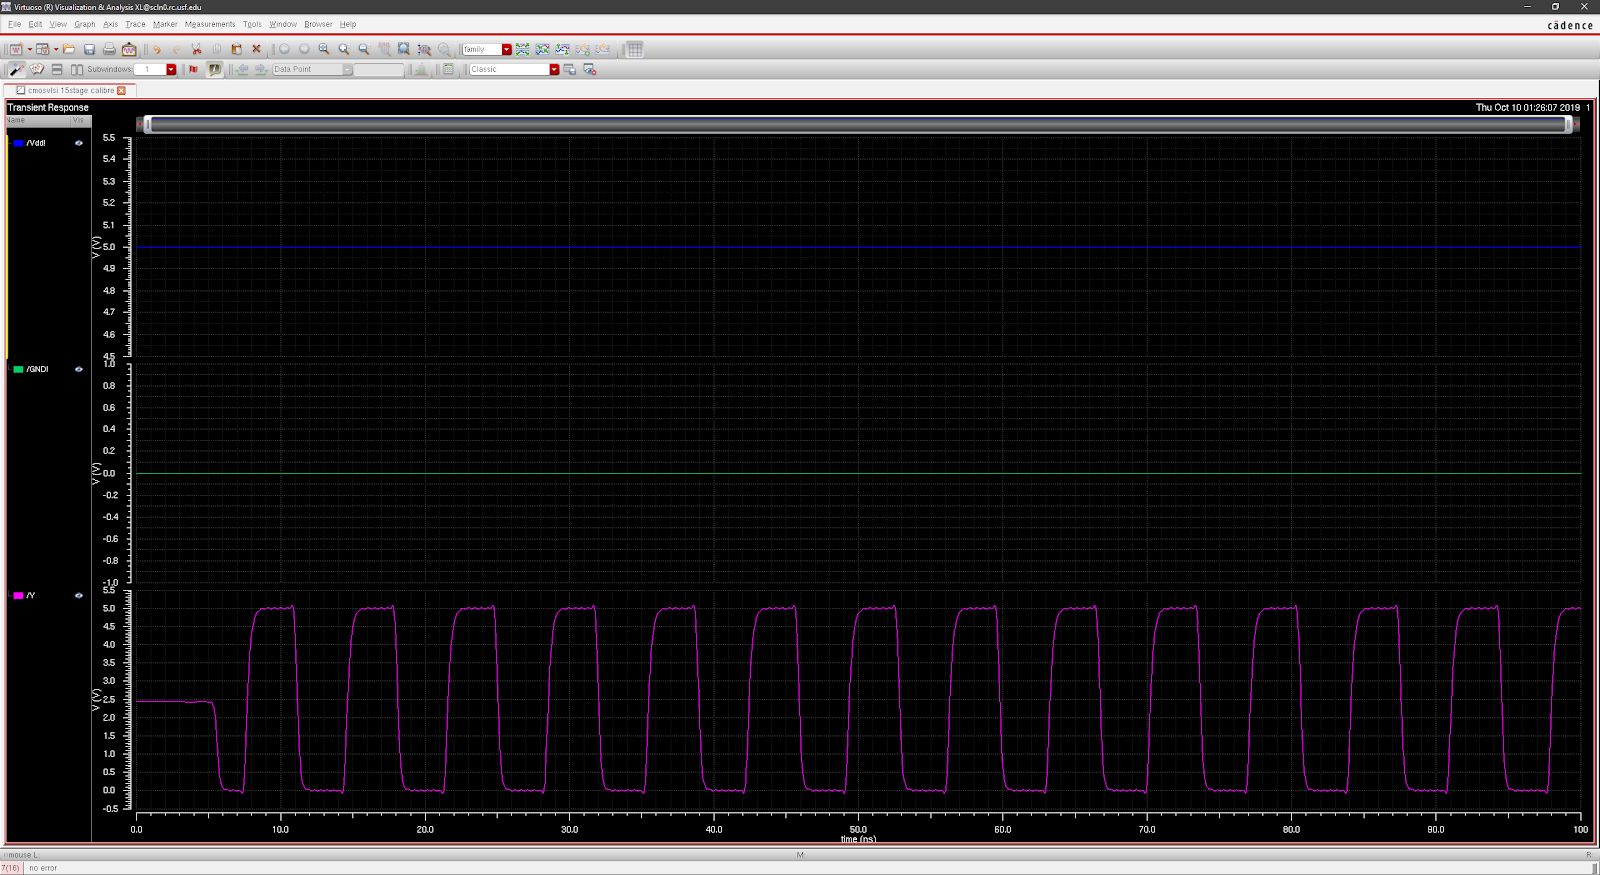 Virtuoso (R) Visualization & Analysis XL@scln0.rc.usf.edu
File Edit View Graph Axis Trace Marker Measurements Tools Window Browser Help
cādence
family
Subwindows: 1 Data Point Classic
cmosvlsi 15stage calibre
Transient Response Thu Oct 10 01:26:07 2019 1
Name Vis
/Vdd!
5.5
5.4
5.3
5.2
5.1
5.0
4.9
4.8
4.7
4.6
4.5
V (V)
/GND!
1.0
0.8
0.6
0.4
0.2
0.0
-0.2
-0.4
-0.6
-0.8
-1.0
V (V)
/Y
5.5
5.0
4.5
4.0
3.5
3.0
2.5
2.0
1.5
1.0
0.5
0.0
-0.5
V (V)
0.0 10.0 20.0 30.0 40.0 50.0 60.0 70.0 80.0 90.0 100
time (ns)
mouse L: M: R:
7(16) no error